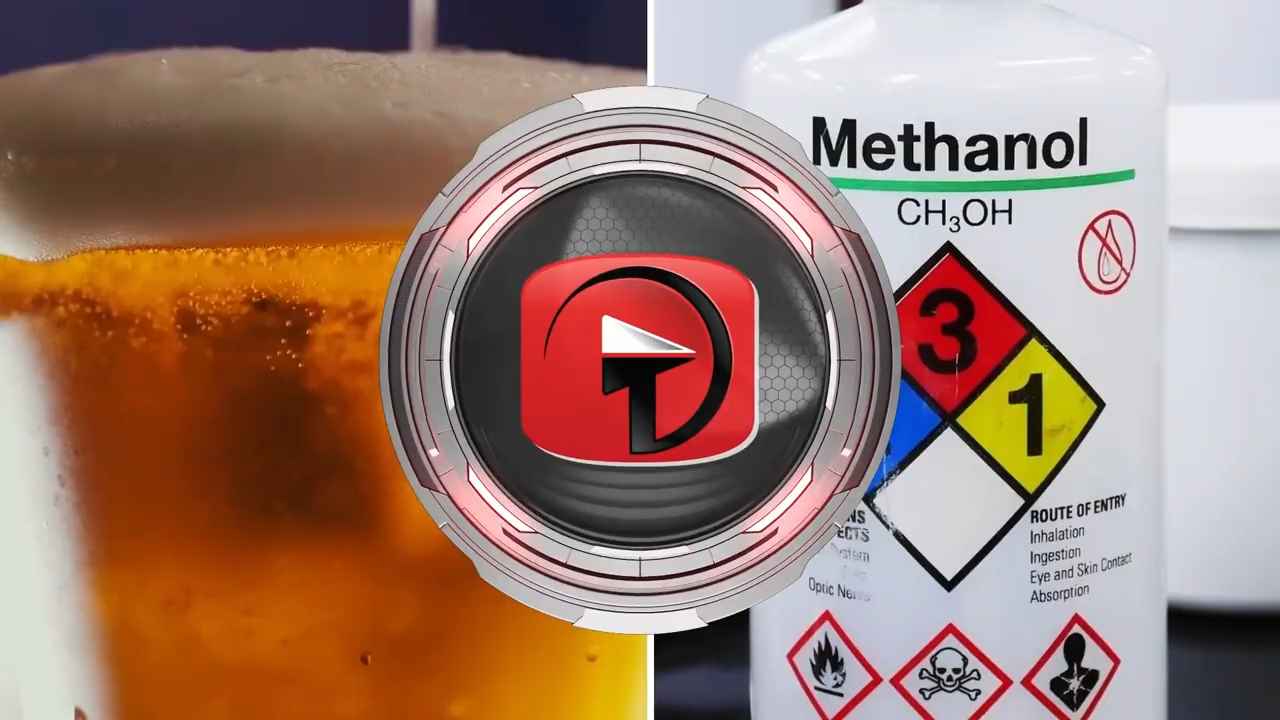 Methanol
CH₃OH
3
1
ROUTE OF ENTRY
Inhalation
Ingestion
Eye and Skin Contact
Absorption
Optic Nerve